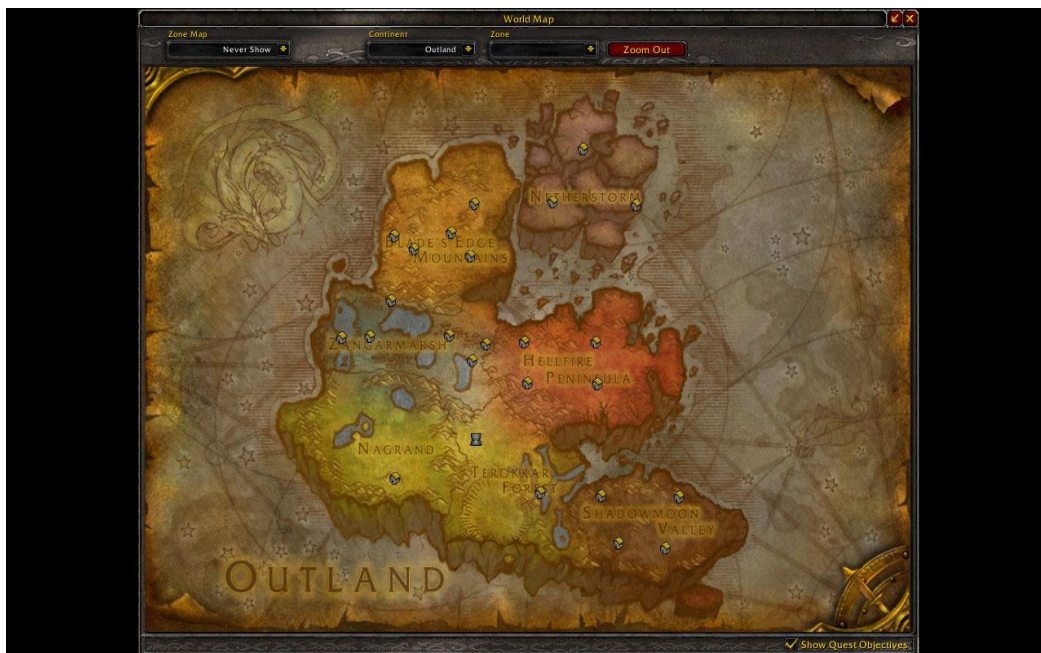 World Map
Zone Map
Continent
Zone
Never Show
Outland
Zoom Out
NETHERSTORM
BLADE'S EDGE
MOUNTAINS
ZANGARMARSH
HELLFIRE
PENINSULA
NAGRAND
TEROKKAR
FOREST
SHADOWMOON
VALLEY
OUTLAND
Show Quest Objectives